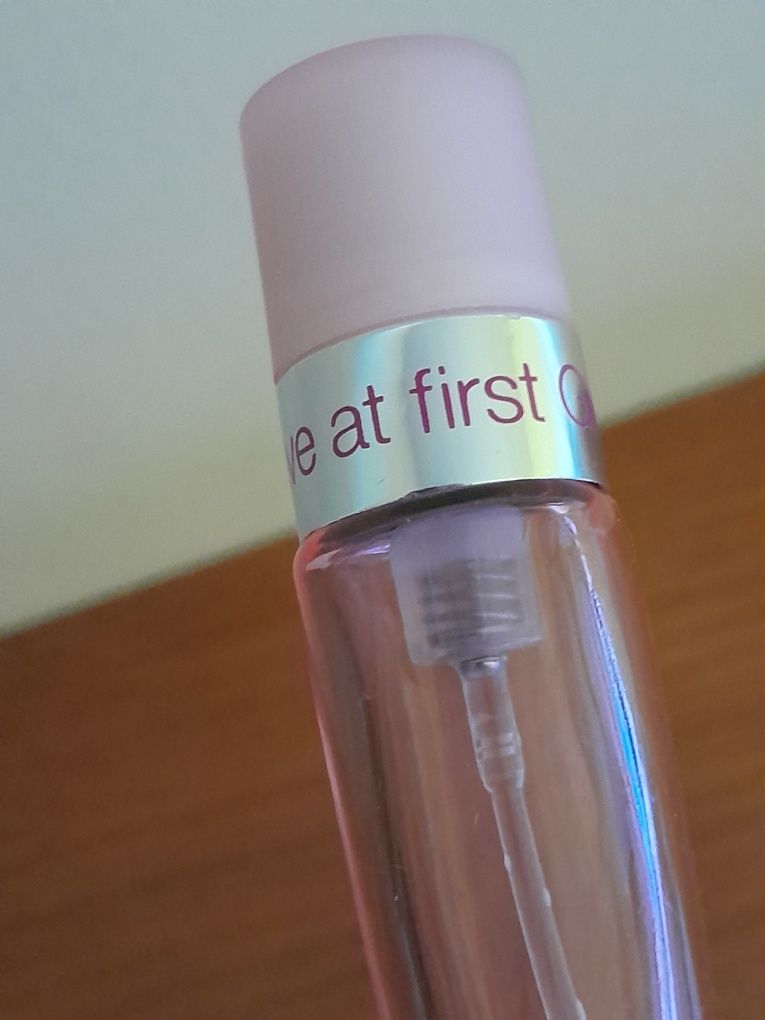 ve at first G